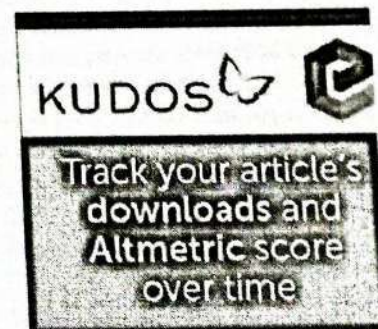 KUDOS
Track your article's
downloads and
Altmetric score
over time